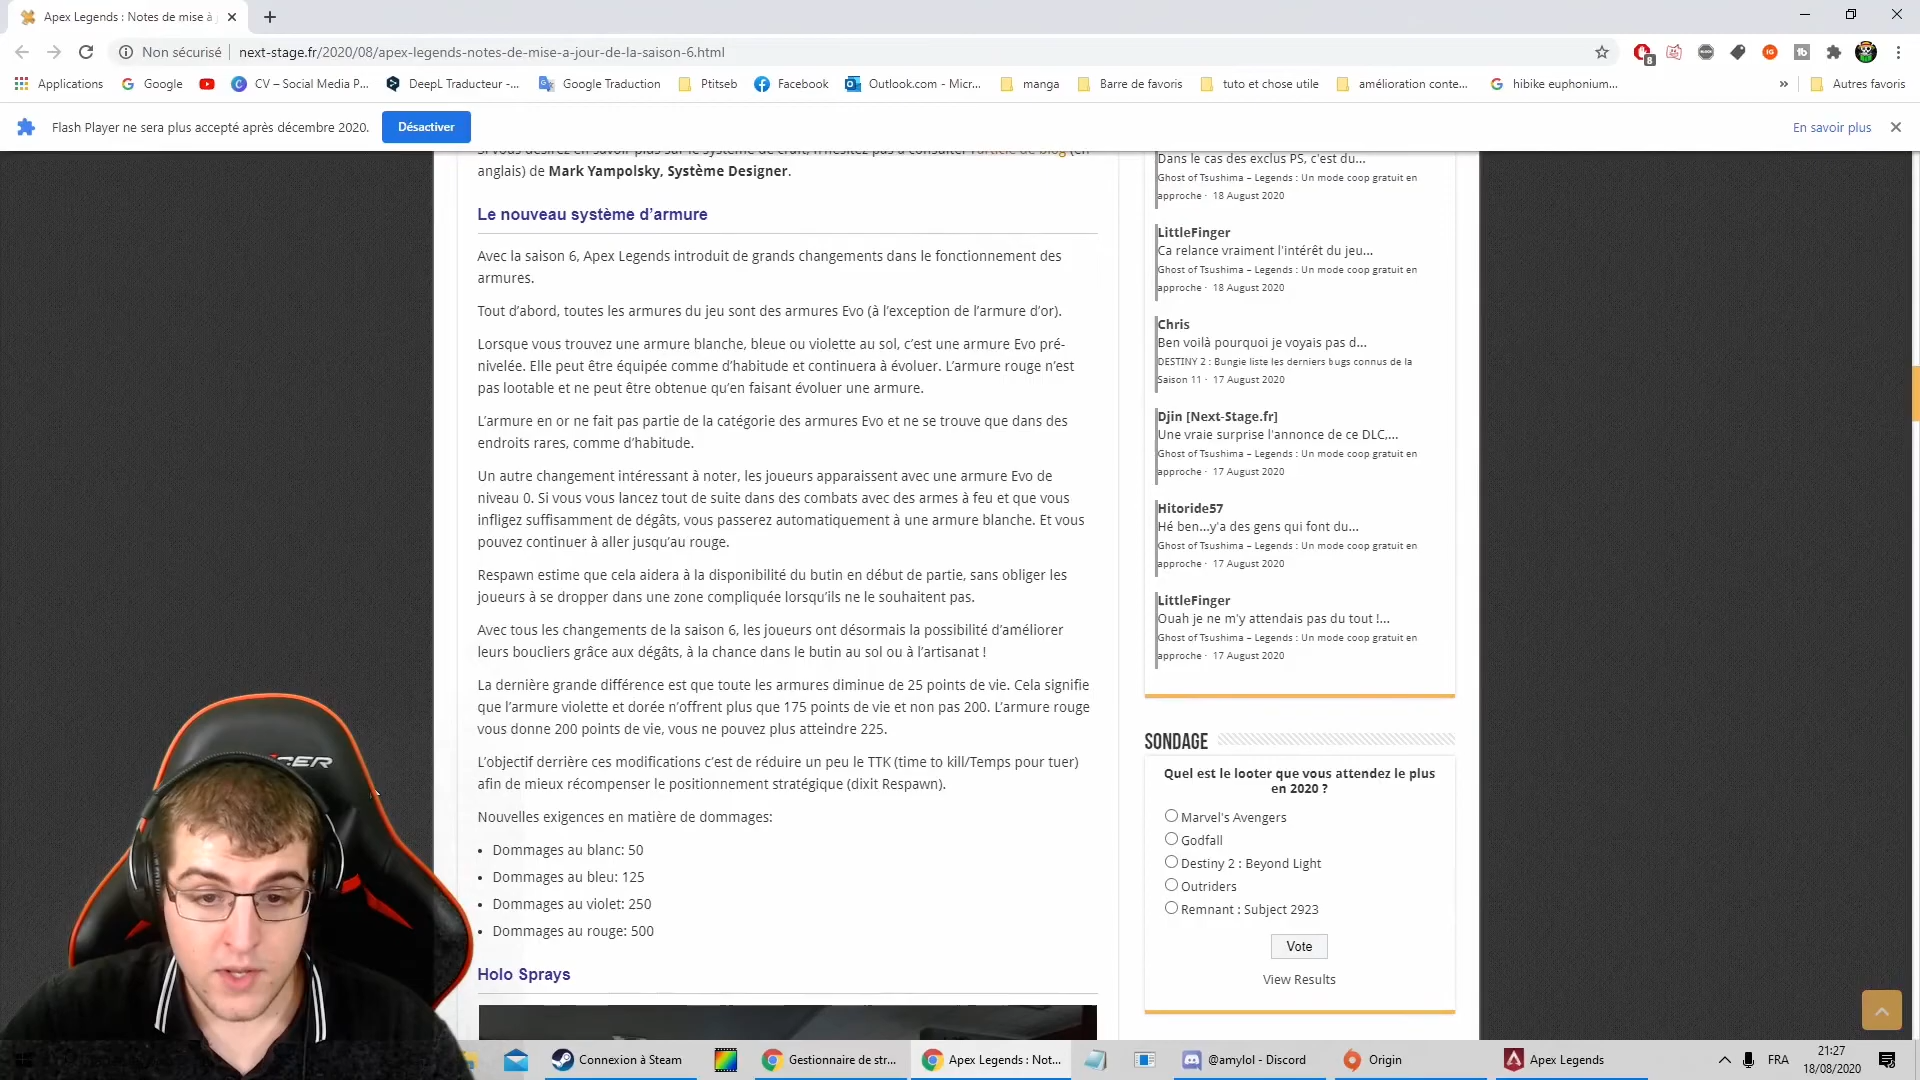 Apex Legends : Notes de mise à j
Non sécurisé
next-stage.fr/2020/08/apex-legends-notes-de-mise-a-jour-de-la-saison-6.html
8
Applications
Google
CV – Social Media P...
DeepL Traducteur -...
Google Traduction
Ptitseb
Facebook
Outlook.com - Micr...
manga
Barre de favoris
tuto et chose utile
amélioration conte...
hibike euphonium...
»
Autres favoris
Flash Player ne sera plus accepté après décembre 2020.
Désactiver
En savoir plus
Si vous désirez en savoir plus sur le système de craft, n'hésitez pas à consulter l'article de blog (en
anglais) de Mark Yampolsky, Système Designer.
Le nouveau système d’armure
Avec la saison 6, Apex Legends introduit de grands changements dans le fonctionnement des
armures.
Tout d’abord, toutes les armures du jeu sont des armures Evo (à l’exception de l’armure d’or).
Lorsque vous trouvez une armure blanche, bleue ou violette au sol, c’est une armure Evo pré-
nivelée. Elle peut être équipée comme d’habitude et continuera à évoluer. L’armure rouge n’est
pas lootable et ne peut être obtenue qu’en faisant évoluer une armure.
L’armure en or ne fait pas partie de la catégorie des armures Evo et ne se trouve que dans des
endroits rares, comme d’habitude.
Un autre changement intéressant à noter, les joueurs apparaissent avec une armure Evo de
niveau 0. Si vous vous lancez tout de suite dans des combats avec des armes à feu et que vous
infligez suffisamment de dégâts, vous passerez automatiquement à une armure blanche. Et vous
pouvez continuer à aller jusqu’au rouge.
Respawn estime que cela aidera à la disponibilité du butin en début de partie, sans obliger les
joueurs à se dropper dans une zone compliquée lorsqu’ils ne le souhaitent pas.
Avec tous les changements de la saison 6, les joueurs ont désormais la possibilité d’améliorer
leurs boucliers grâce aux dégâts, à la chance dans le butin au sol ou à l’artisanat !
La dernière grande différence est que toute les armures diminue de 25 points de vie. Cela signifie
que l’armure violette et dorée n’offrent plus que 175 points de vie et non pas 200. L’armure rouge
vous donne 200 points de vie, vous ne pouvez plus atteindre 225.
L’objectif derrière ces modifications c’est de réduire un peu le TTK (time to kill/Temps pour tuer)
afin de mieux récompenser le positionnement stratégique (dixit Respawn).
Nouvelles exigences en matière de dommages:
• Dommages au blanc: 50
• Dommages au bleu: 125
• Dommages au violet: 250
• Dommages au rouge: 500
Holo Sprays
Dans le cas des exclus PS, c'est du...
Ghost of Tsushima – Legends : Un mode coop gratuit en
approche · 18 August 2020
LittleFinger
Ca relance vraiment l'intérêt du jeu...
Ghost of Tsushima – Legends : Un mode coop gratuit en
approche · 18 August 2020
Chris
Ben voilà pourquoi je voyais pas d...
DESTINY 2 : Bungie liste les derniers bugs connus de la
Saison 11 · 17 August 2020
Djin [Next-Stage.fr]
Une vraie surprise l'annonce de ce DLC,...
Ghost of Tsushima – Legends : Un mode coop gratuit en
approche · 17 August 2020
Hitoride57
Hé ben...y'a des gens qui font du...
Ghost of Tsushima – Legends : Un mode coop gratuit en
approche · 17 August 2020
LittleFinger
Ouah je ne m'y attendais pas du tout !...
Ghost of Tsushima – Legends : Un mode coop gratuit en
approche · 17 August 2020
SONDAGE
Quel est le looter que vous attendez le plus
en 2020 ?
Marvel's Avengers
Godfall
Destiny 2 : Beyond Light
Outriders
Remnant : Subject 2923
Vote
View Results
Connexion à Steam
Gestionnaire de str...
Apex Legends : Not...
@amylol - Discord
Origin
Apex Legends
FRA
21:27
18/08/2020